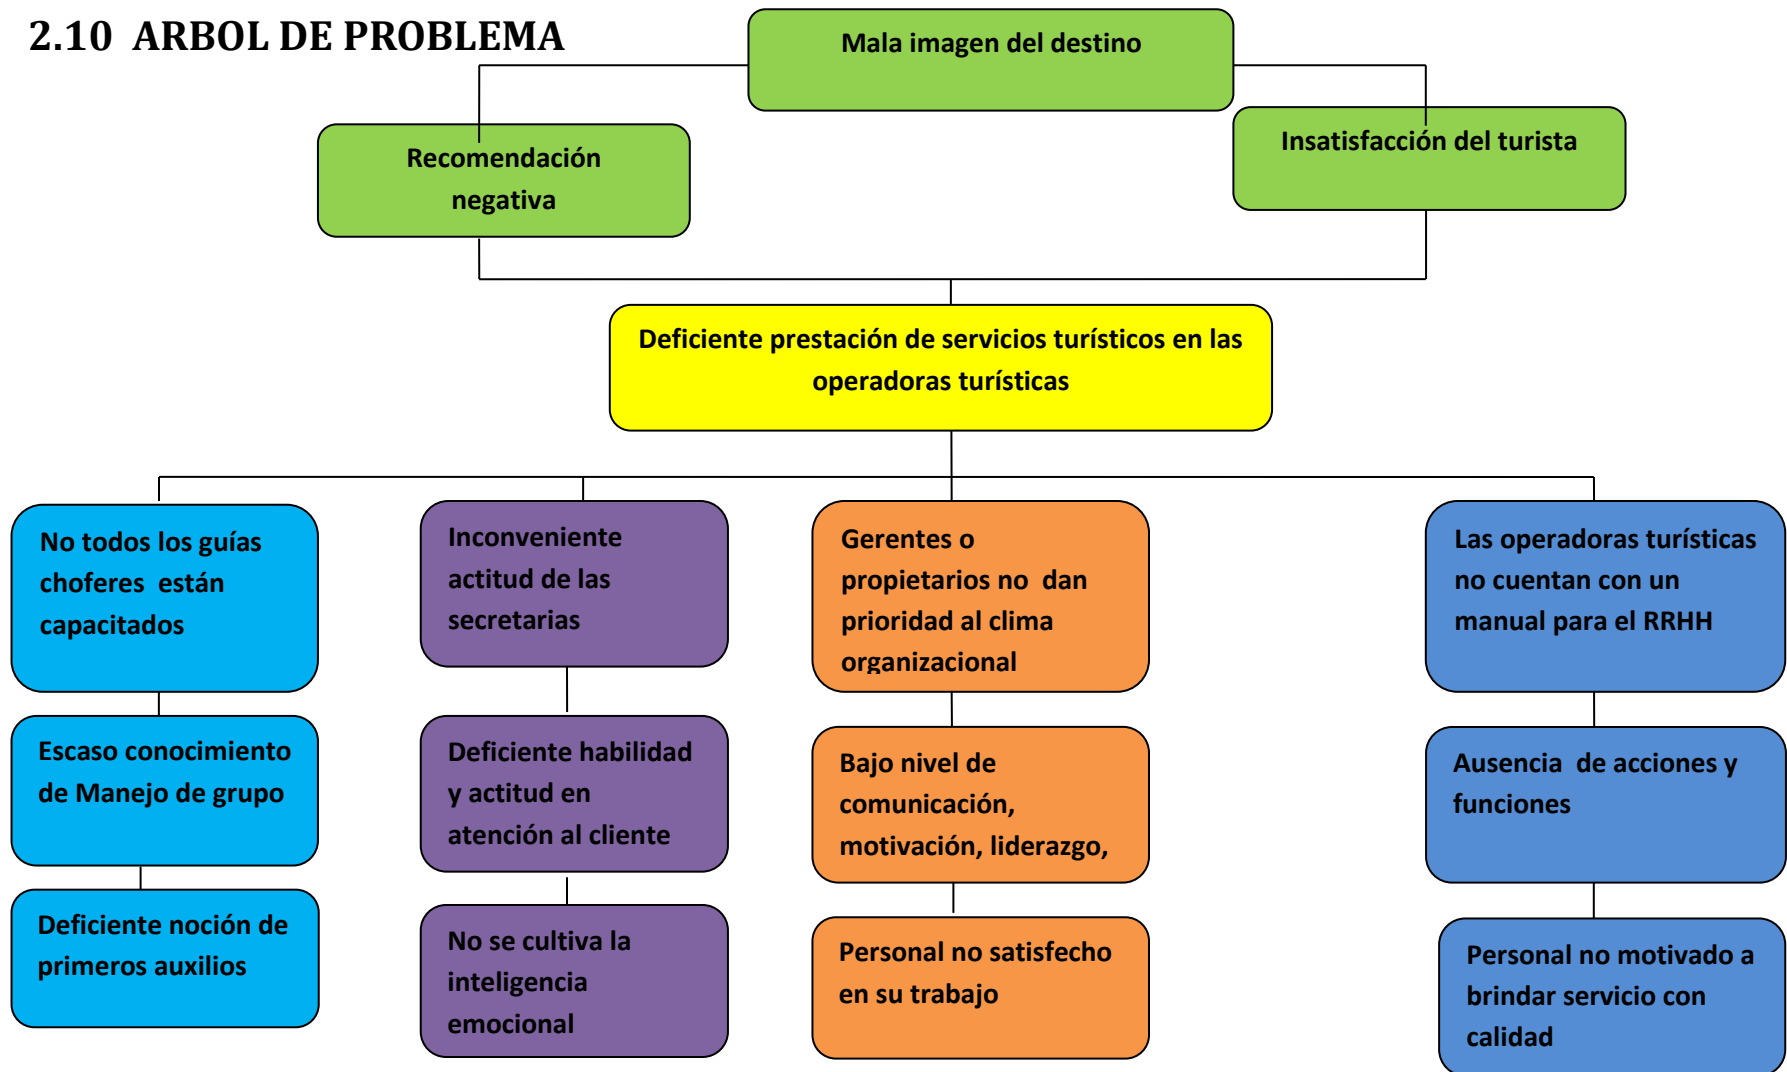 2.10 ARBOL DE PROBLEMA
Mala imagen del destino
Recomendación
negativa
Insatisfacción del turista
Deficiente prestación de servicios turísticos en las
operadoras turísticas
No todos los guías
choferes están
capacitados
Escaso conocimiento
de Manejo de grupo
Deficiente noción de
primeros auxilios
Inconveniente
actitud de las
secretarias
Deficiente habilidad
y actitud en
atención al cliente
No se cultiva la
inteligencia
emocional
Gerentes o
propietarios no dan
prioridad al clima
organizacional
Bajo nivel de
comunicación,
motivación, liderazgo,
Personal no satisfecho
en su trabajo
Las operadoras turísticas
no cuentan con un
manual para el RRHH
Ausencia de acciones y
funciones
Personal no motivado a
brindar servicio con
calidad